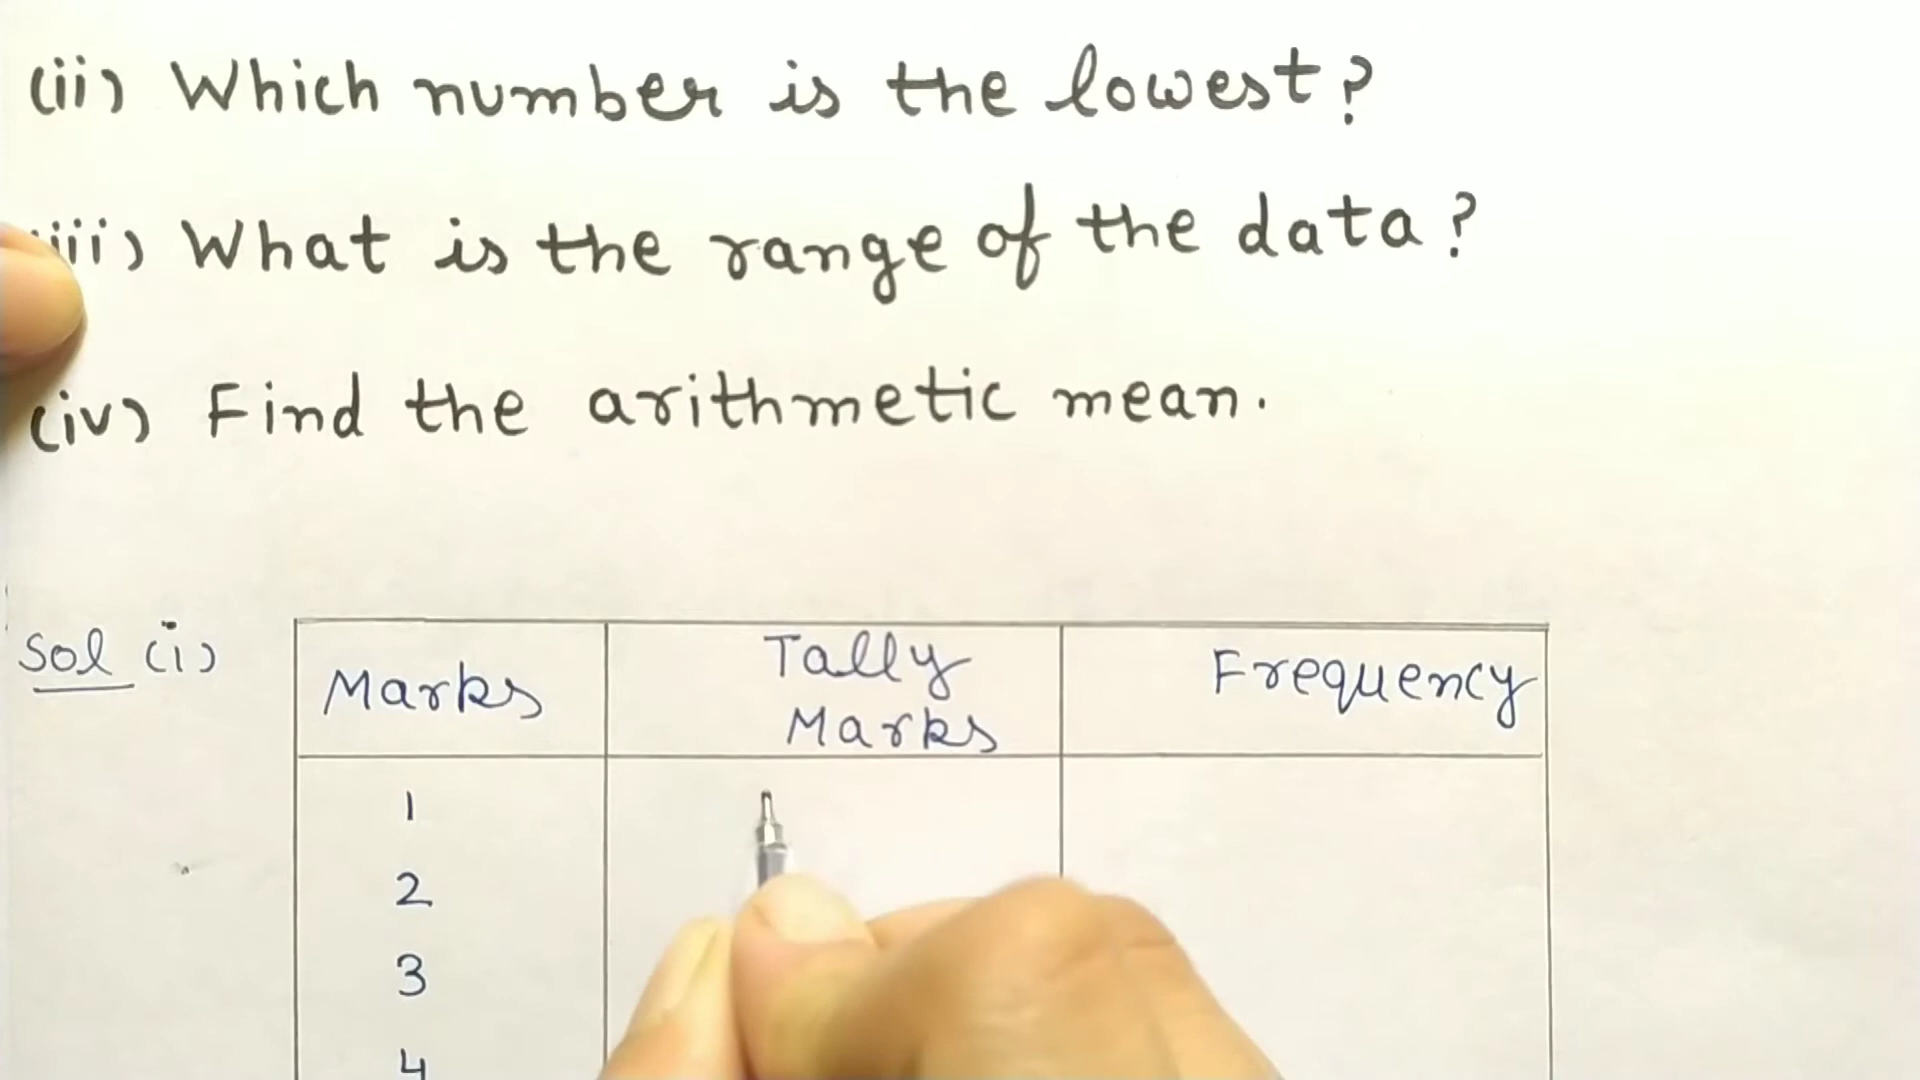 (ii) Which number is the lowest?
iii) What is the range of the data?
(iv) Find the arithmetic mean.
Sol (i)
Marks
Tally Marks
Frequency
1
2
3
4